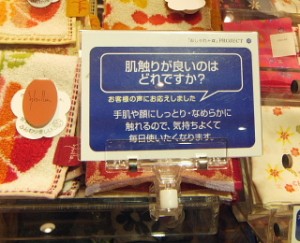 肌触りが良いのは
どれですか？
お客様の声にお応えしました
手肌や顔にしっとり・なめらかに
触れるので、気持ちよくて
毎日使いたくなります。